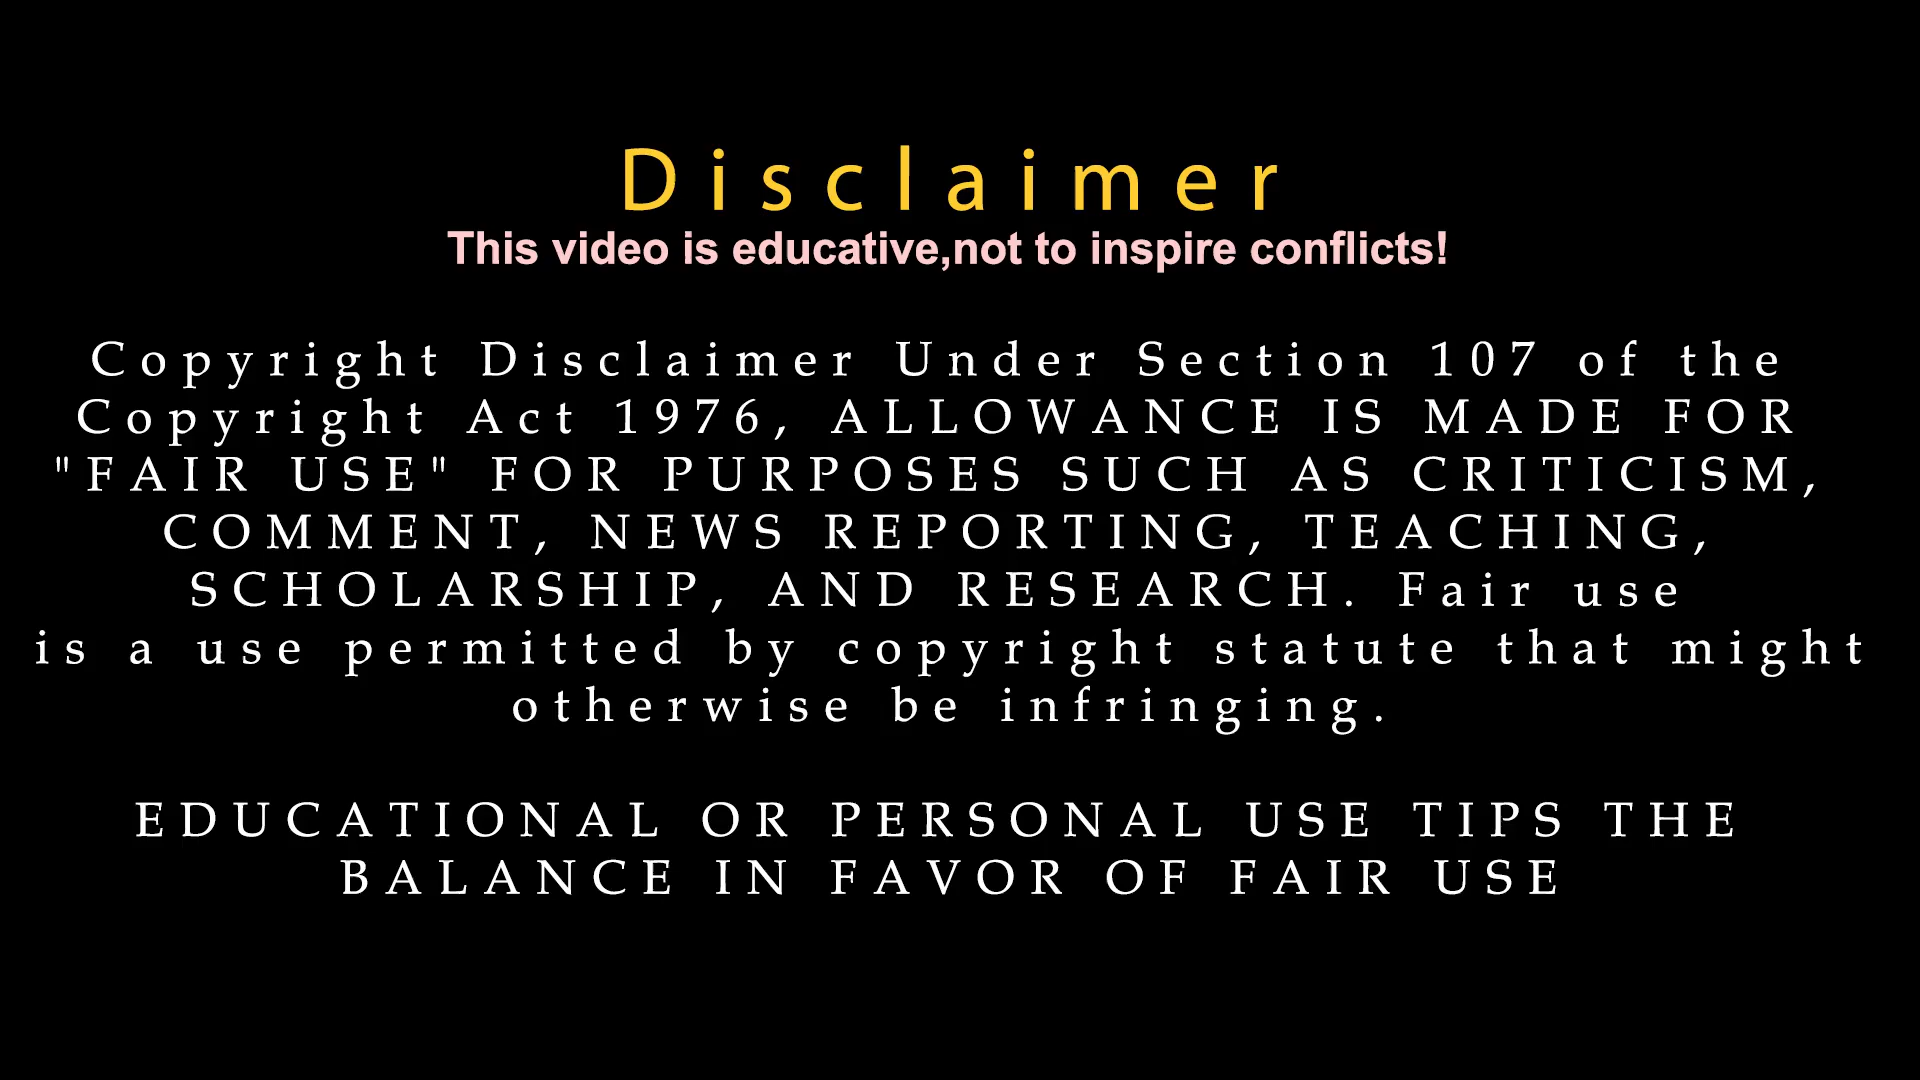 Disclaimer
This video is educative,not to inspire conflicts!
Copyright Disclaimer Under Section 107 of the
Copyright Act 1976, ALLOWANCE IS MADE FOR
"FAIR USE" FOR PURPOSES SUCH AS CRITICISM,
COMMENT, NEWS REPORTING, TEACHING,
SCHOLARSHIP, AND RESEARCH. Fair use
is a use permitted by copyright statute that might
otherwise be infringing.
EDUCATIONAL OR PERSONAL USE TIPS THE
BALANCE IN FAVOR OF FAIR USE